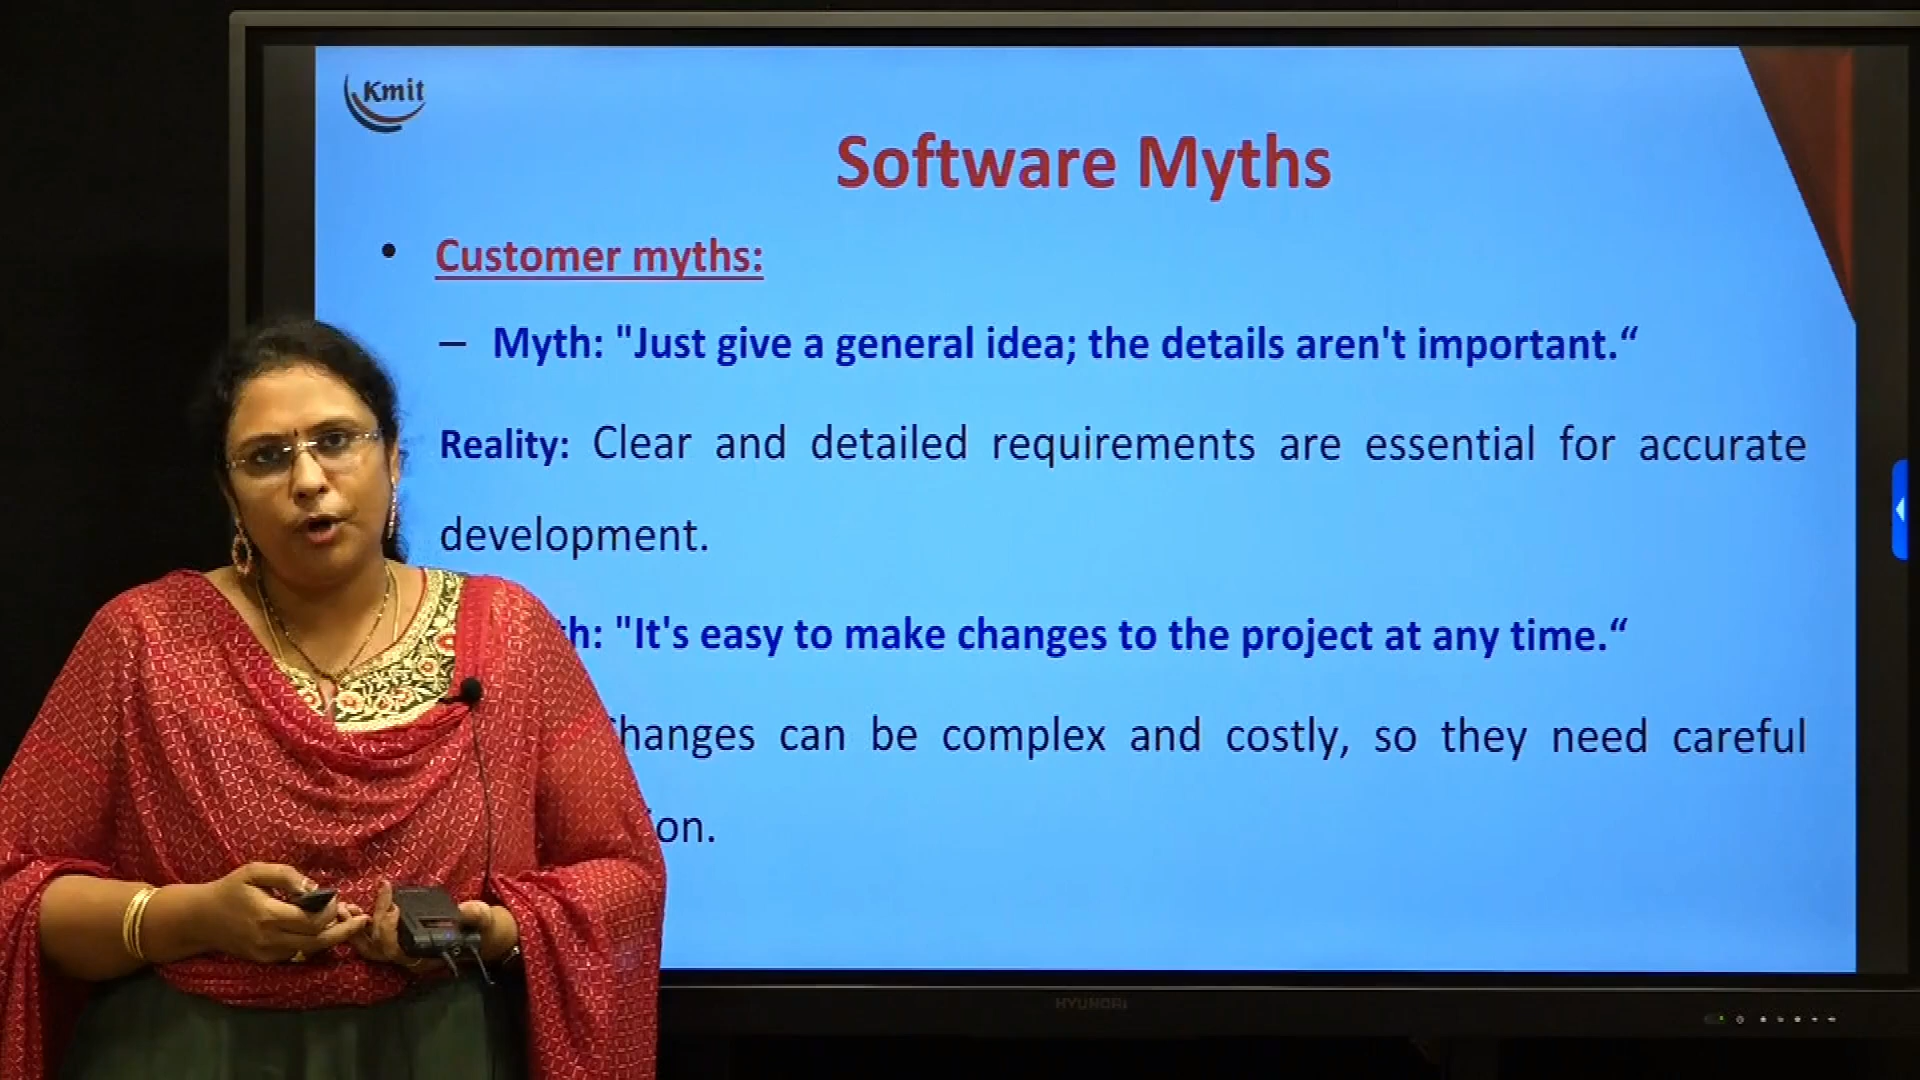 Kmit
Software Myths
• Customer myths:
– Myth: "Just give a general idea; the details aren't important.“
Reality: Clear and detailed requirements are essential for accurate
development.
"It's easy to make changes to the project at any time.“
can be complex and costly, so they need careful
HYUNDAI